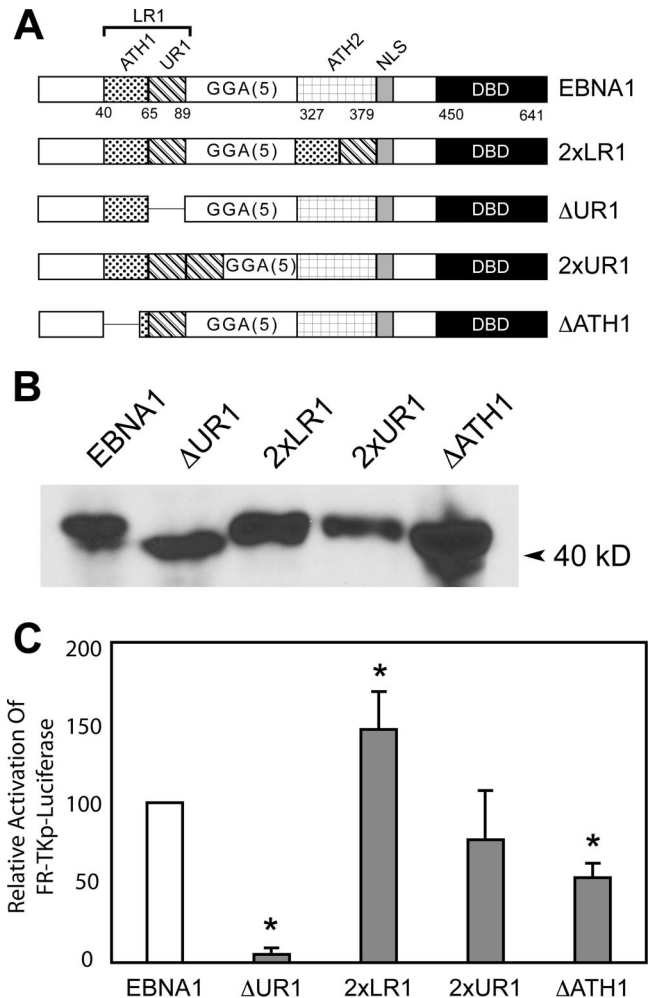 A
LR1
ATH1 UR1 ATH2 NLS
GGA(5) DBD EBNA1
40 65 89 327 379 450 641
GGA(5) DBD 2xLR1
GGA(5) DBD ΔUR1
GGA(5) DBD 2xUR1
GGA(5) DBD ΔATH1
B
EBNA1 ΔUR1 2xLR1 2xUR1 ΔATH1
40 kD
C
Relative Activation Of
FR-TKp-Luciferase
200
150
100
50
0
* * *
EBNA1 ΔUR1 2xLR1 2xUR1 ΔATH1